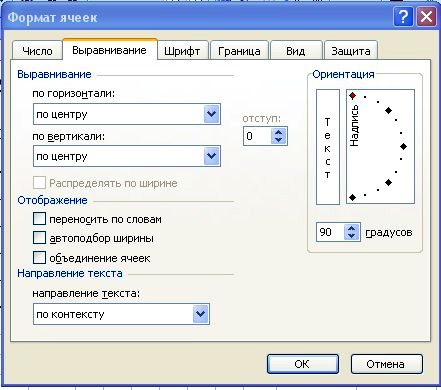 Формат ячеек
Число
Выравнивание
Шрифт
Граница
Вид
Защита
Выравнивание
по горизонтали:
по центру
по вертикали:
по центру
отступ:
0
Распределять по ширине
Отображение
переносить по словам
автоподбор ширины
объединение ячеек
Направление текста
направление текста:
по контексту
Ориентация
Текст
Надпись
90 градусов
ОК
Отмена